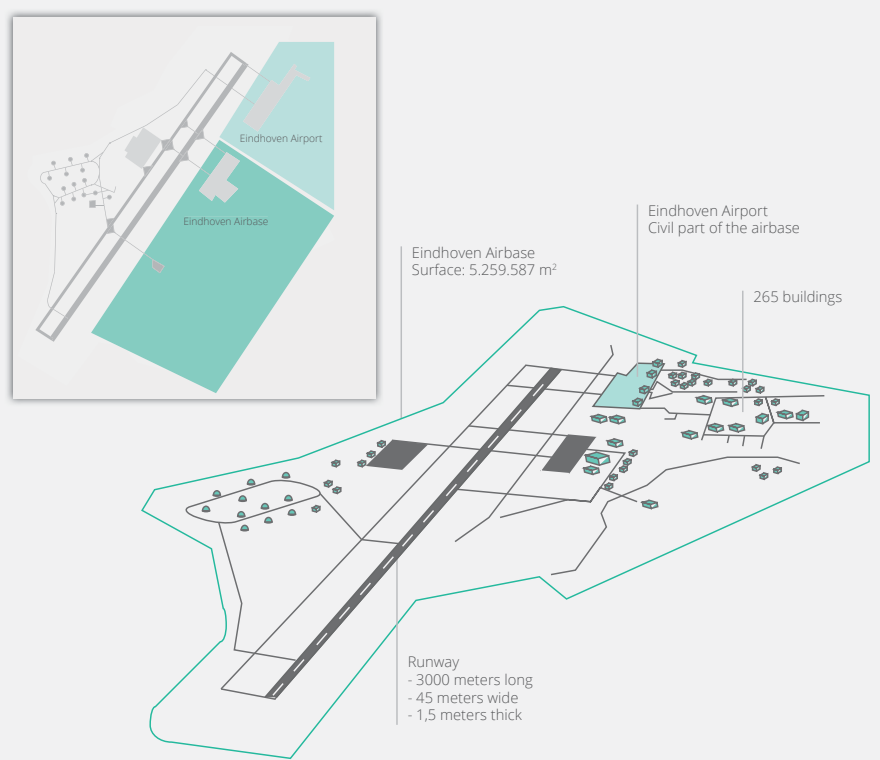 Eindhoven Airport
Eindhoven Airbase
Eindhoven Airport
Civil part of the airbase
Eindhoven Airbase
Surface: 5.259.587 m²
265 buildings
Runway
- 3000 meters long
- 45 meters wide
- 1,5 meters thick